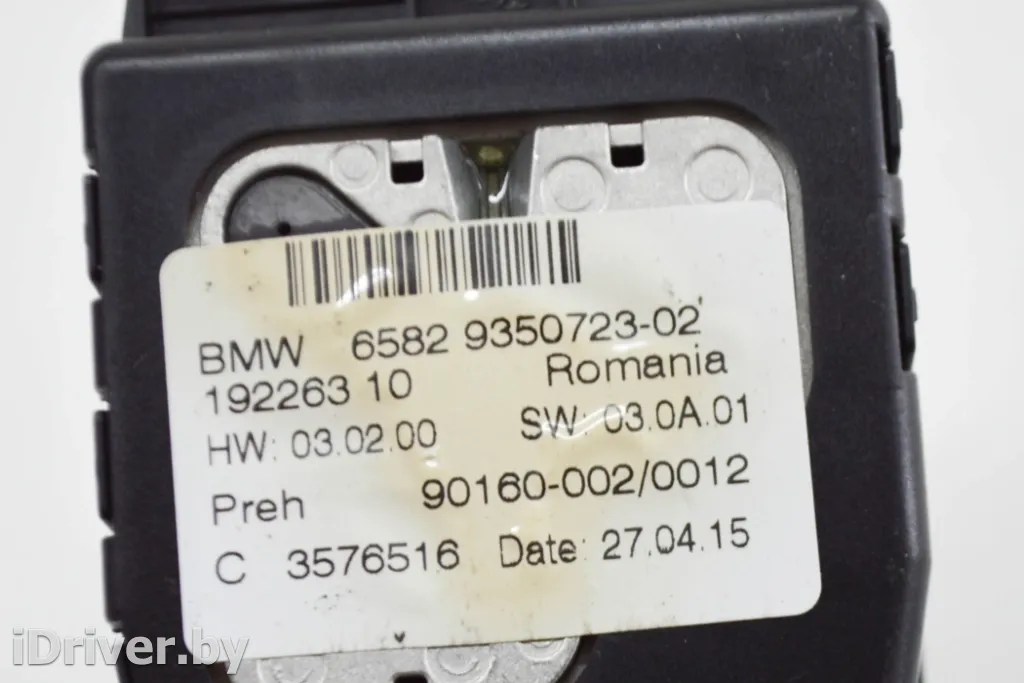 BMW 6582 9350723-02
192263 10 Romania
HW: 03.02.00 SW: 03.0A.01
Preh 90160-002/0012
C 3576516 Date: 27.04.15
iDriver.by